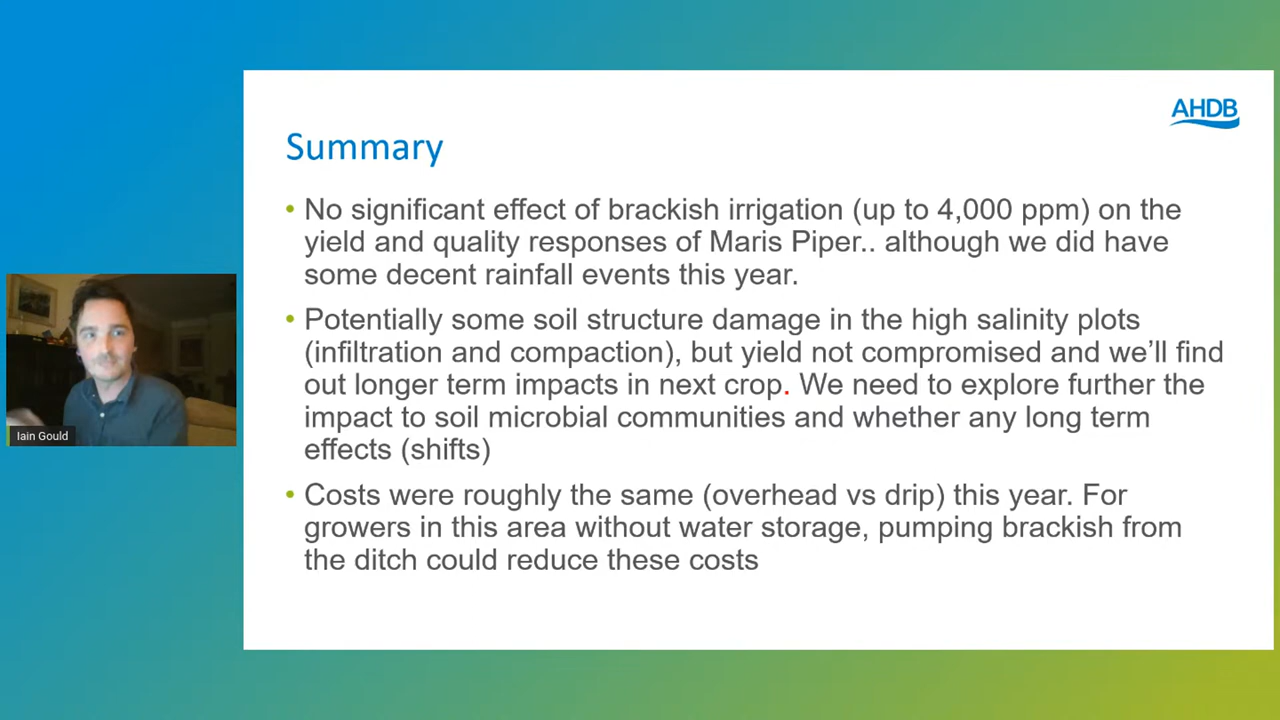 AHDB
Summary
• No significant effect of brackish irrigation (up to 4,000 ppm) on the
yield and quality responses of Maris Piper.. although we did have
some decent rainfall events this year.
• Potentially some soil structure damage in the high salinity plots
(infiltration and compaction), but yield not compromised and we’ll find
out longer term impacts in next crop. We need to explore further the
impact to soil microbial communities and whether any long term
effects (shifts)
• Costs were roughly the same (overhead vs drip) this year. For
growers in this area without water storage, pumping brackish from
the ditch could reduce these costs
Iain Gould